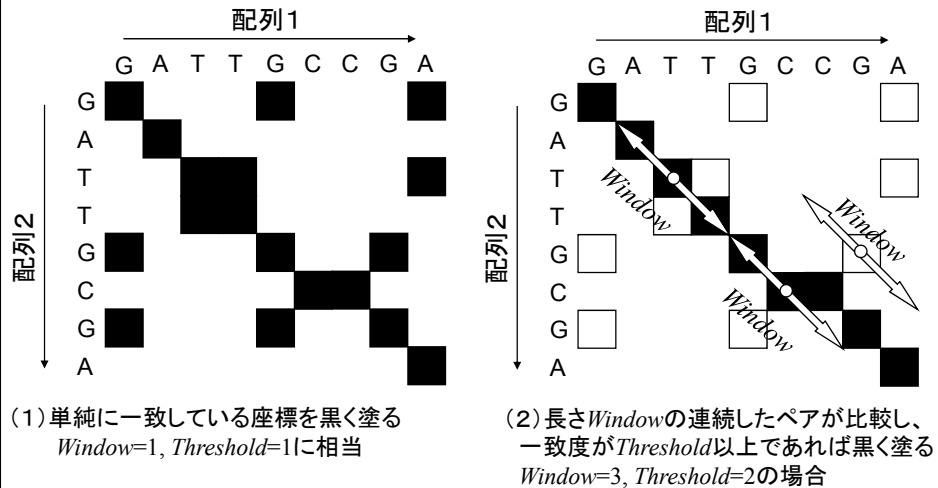 配列１
G A T T G C C G A
配列２
G
A
T
T
G
C
G
A
（１）単純に一致している座標を黒く塗る
Window=1, Threshold=1に相当
配列１
G A T T G C C G A
配列２
G
A
T
T
G
C
G
A
Window
Window
Window
（２）長さWindowの連続したペアが比較し、
一致度がThreshold以上であれば黒く塗る
Window=3, Threshold=2の場合